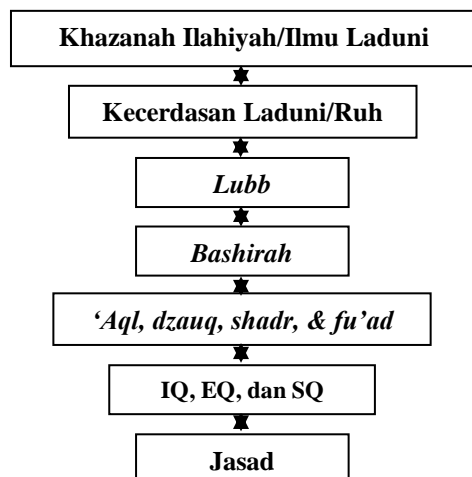 Khazanah Ilahiyah/Ilmu Laduni
Kecerdasan Laduni/Ruh
Lubb
Bashirah
‘Aql, dzauq, shadr, & fu’ad
IQ, EQ, dan SQ
Jasad